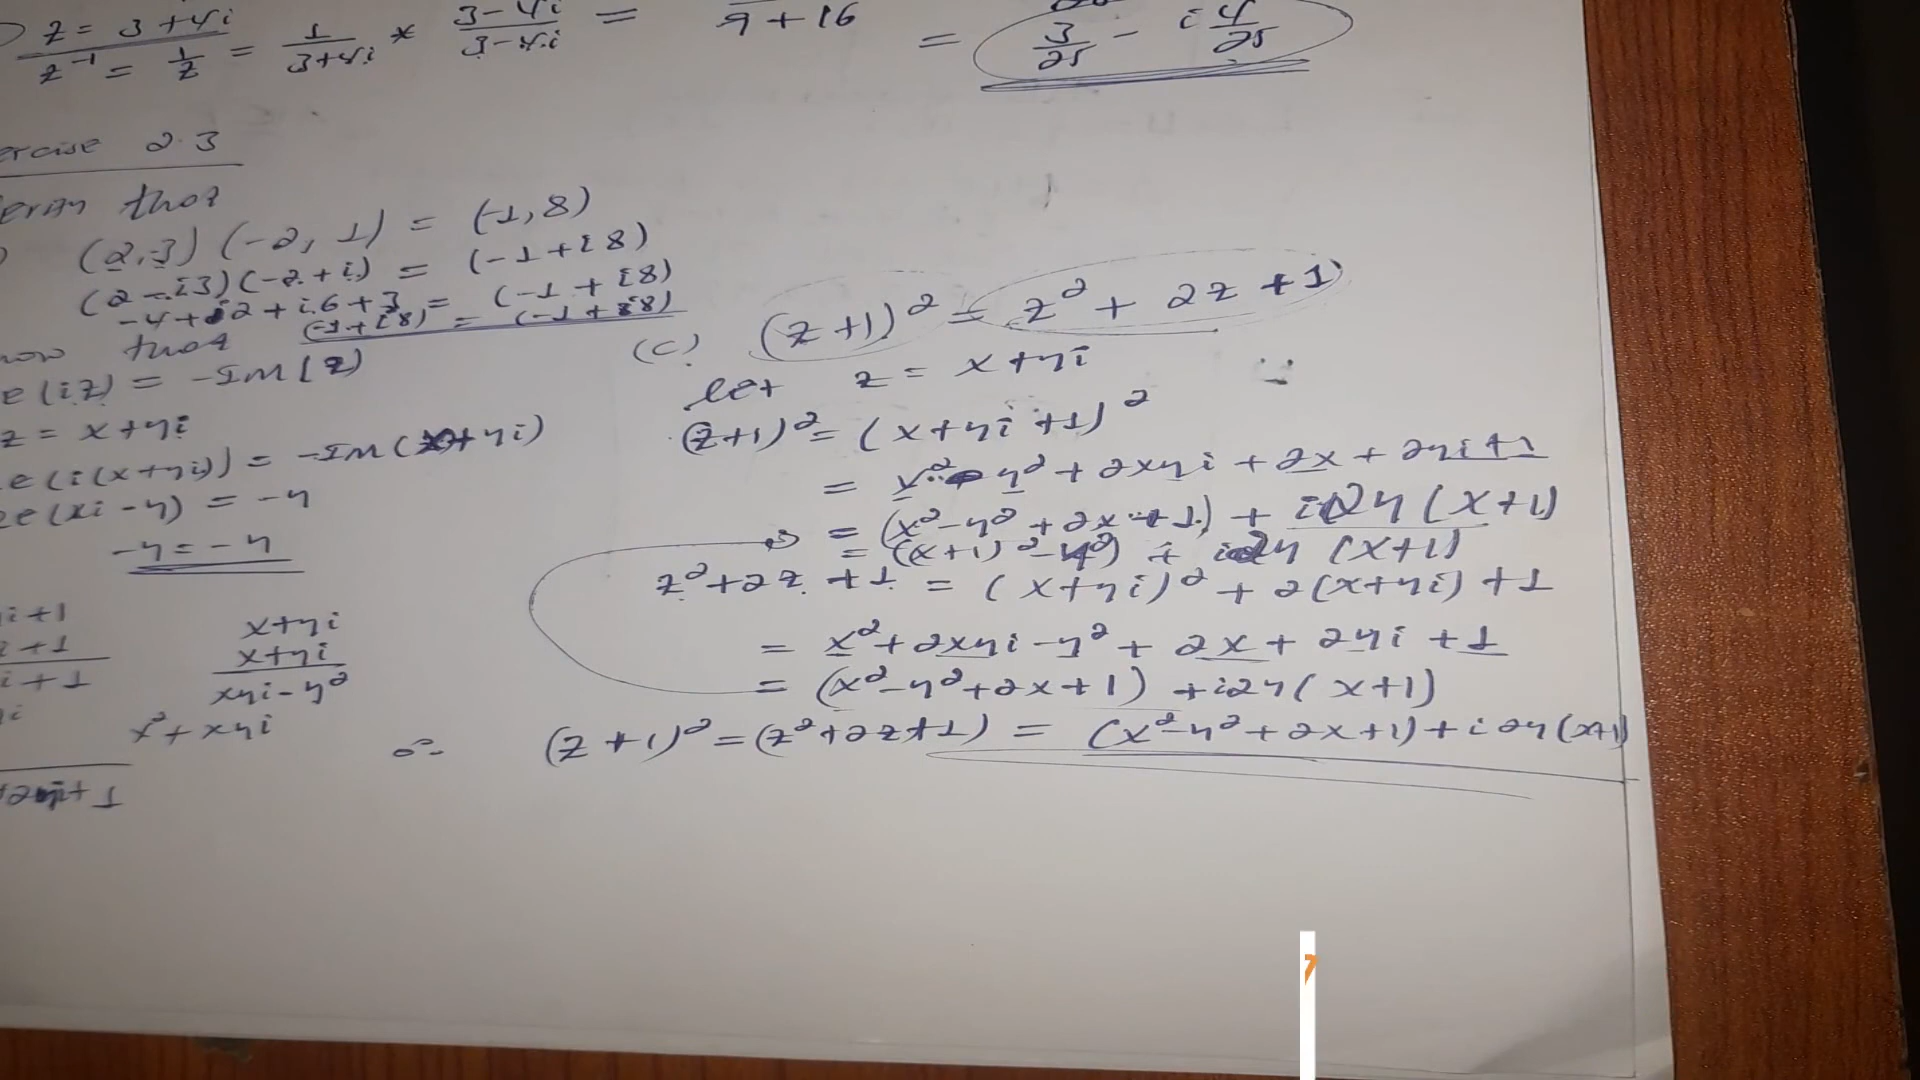 z = 3+4i
z⁻¹ = 1/z = 1/(3+4i) * (3-4i)/(3-4i) = 9+16 = 3/25 - i 4/25
ercise 2.3
that
(2,-3)(-2, 1) = (-1,8)
(2-i3)(-2+i) = (-1+i8)
-4+i2+i6+3 = (-1+i8)
(-1+i8) = (-1+i8)
that
e(iz) = -Im(z)
z = x+yi
e(i(x+yi)) = -Im(x+yi)
Re(xi-y) = -y
-y = -y
yi+1
z+1
i+1
x+yi
x+yi
xyi-y²
x²+xyi
(c) (z+1)² = z² + 2z + 1
let z = x+yi
(z+1)² = (x+yi+1)²
= x² - y² + 2xyi + 2x + 2yi+1
= (x²-y²+2x+1) + i2y(x+1)
= ((x+1)²-y²) + i2y (x+1)
z²+2z+1 = (x+yi)² + 2(x+yi) +1
= x²+2xyi-y² + 2x + 2yi +1
= (x²-y²+2x+1) +i2y(x+1)
∴ (z+1)² = (z²+2z+1) = (x²-y²+2x+1)+i2y(x+1)